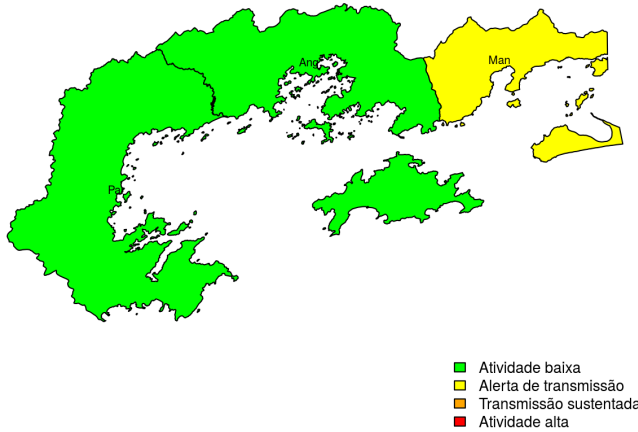 Ang
Man
Pa
Atividade baixa
Alerta de transmissão
Transmissão sustentada
Atividade alta